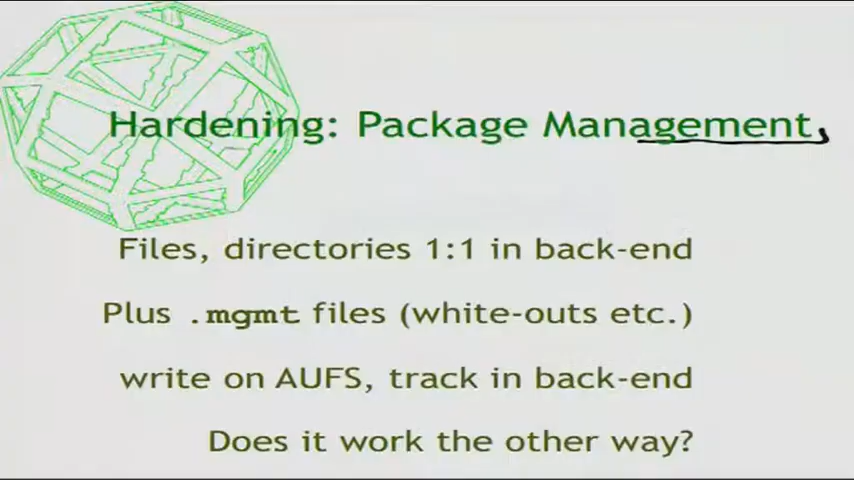 Hardening: Package Management
Files, directories 1:1 in back-end
Plus .mgmt files (white-outs etc.)
write on AUFS, track in back-end
Does it work the other way?